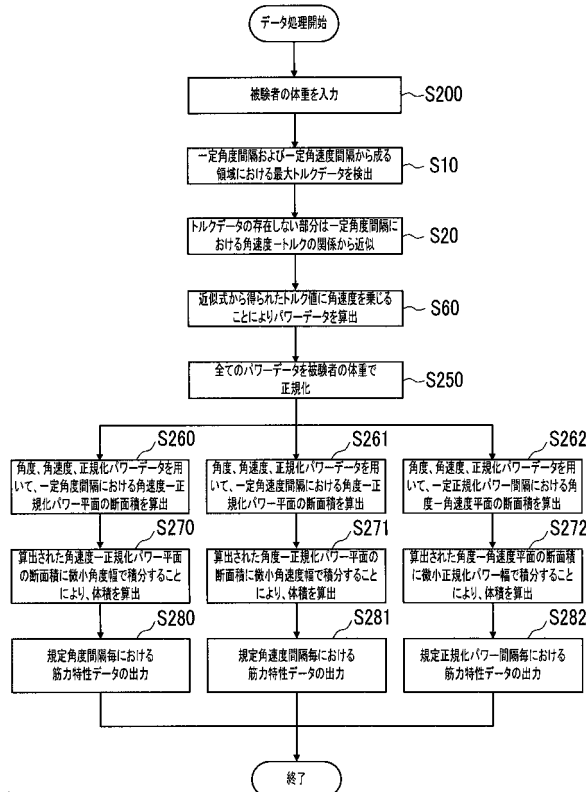 データ処理開始
被験者の体重を入力
S200
一定角度間隔および一定角速度間隔から成る
領域における最大トルクデータを検出
S10
トルクデータの存在しない部分は一定角度間隔に
おける角速度ートルクの関係から近似
S20
近似式から得られたトルク値に角速度を乗じる
ことによりパワーデータを算出
S60
全てのパワーデータを被験者の体重で
正規化
S250
S260
角度、角速度、正規化パワーデータを用
いて、一定角度間隔における角速度ー正
規化パワー平面の断面積を算出
S261
角度、角速度、正規化パワーデータを用
いて、一定角速度間隔における角度ー正
規化パワー平面の断面積を算出
S262
角度、角速度、正規化パワーデータを用
いて、一定正規化パワー間隔における角
度ー角速度平面の断面積を算出
S270
算出された角速度ー正規化パワー平面
の断面積に微小角度幅で積分すること
により、体積を算出
S271
算出された角度ー正規化パワー平面の
断面積に微小角速度幅で積分すること
により、体積を算出
S272
算出された角度ー角速度平面の断面積
に微小正規化パワー幅で積分すること
により、体積を算出
S280
規定角度間隔毎における
筋力特性データの出力
S281
規定角速度間隔毎における
筋力特性データの出力
S282
規定正規化パワー間隔毎における
筋力特性データの出力
終了